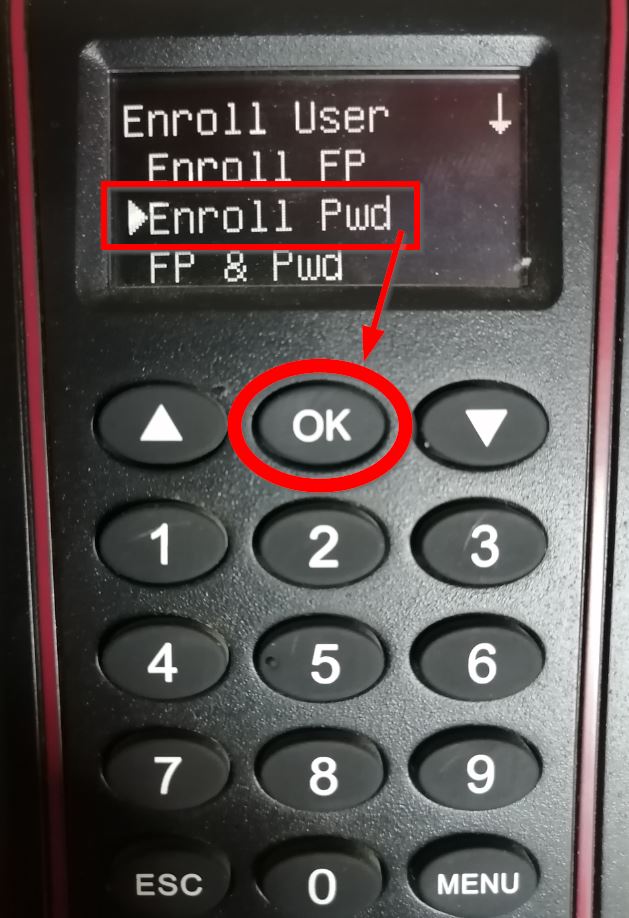 Enroll User ↓
Enroll FP
▶Enroll Pwd
FP & Pwd
▲ OK ▼
1 2 3
4 5 6
7 8 9
ESC 0 MENU